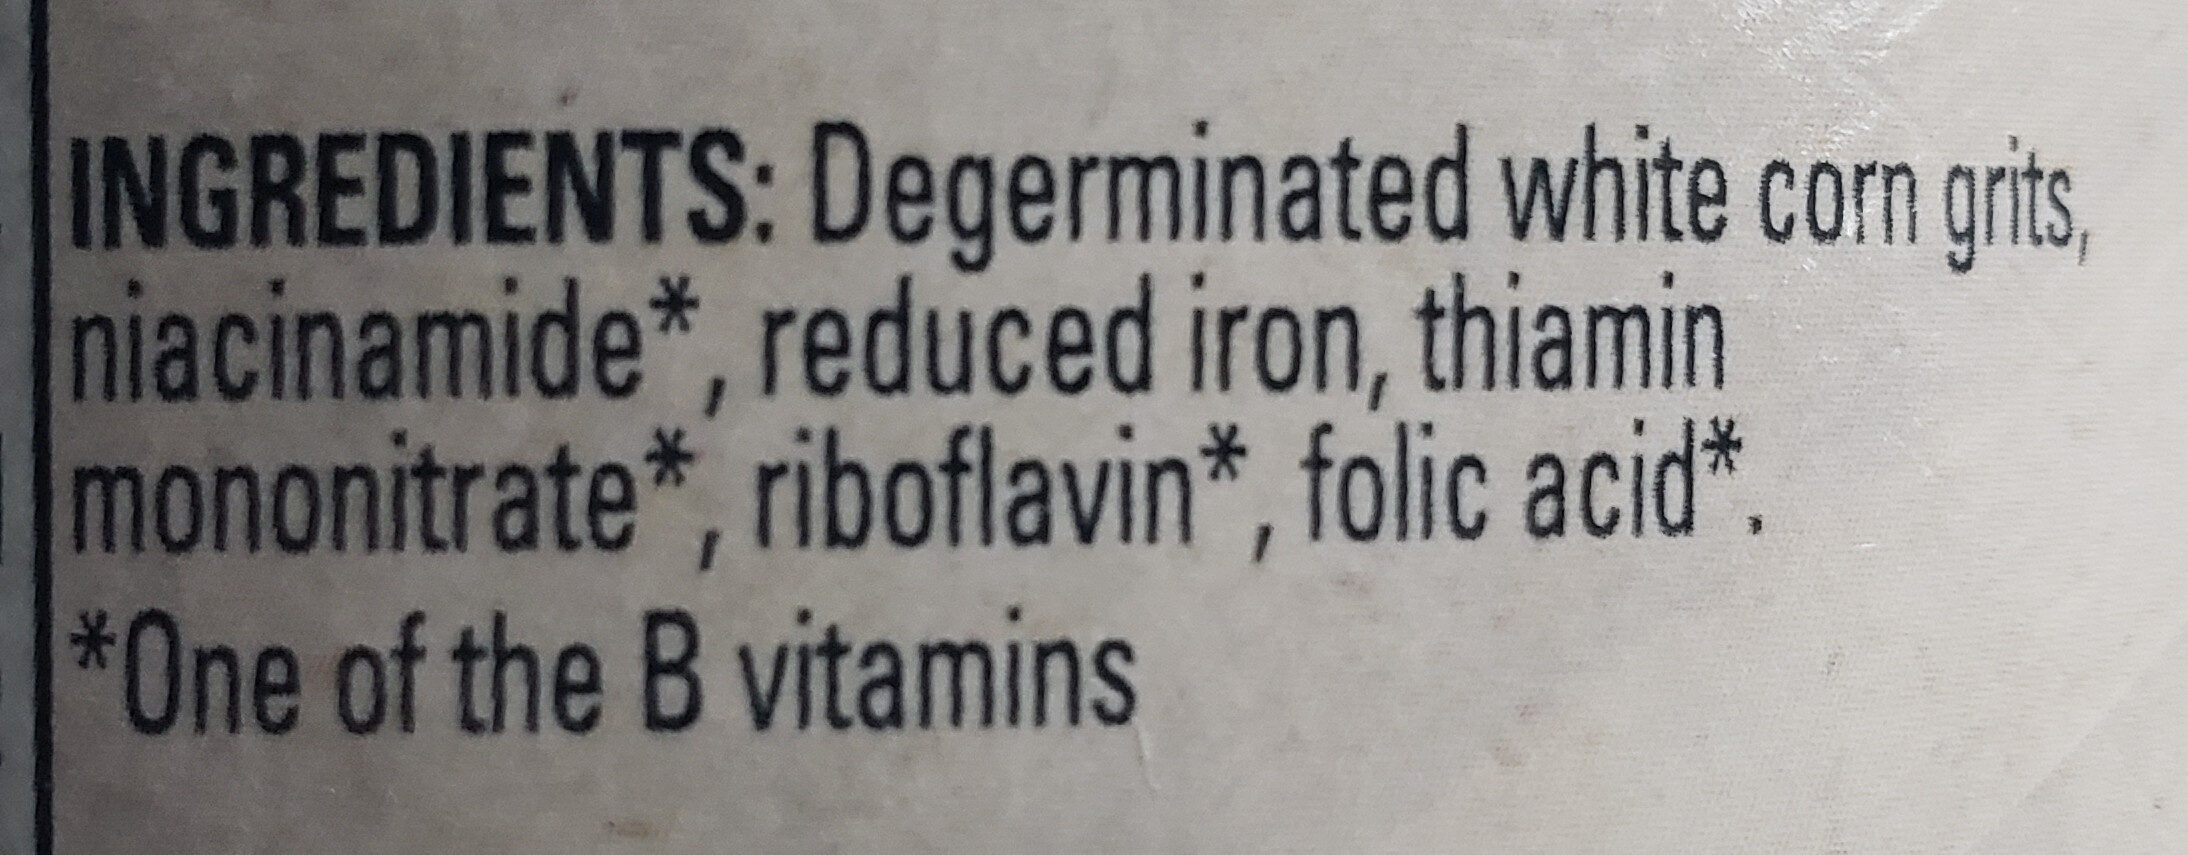 INGREDIENTS: Degerminated white corn grits,
niacinamide*, reduced iron, thiamin
mononitrate*, riboflavin*, folic acid*.
*One of the B vitamins